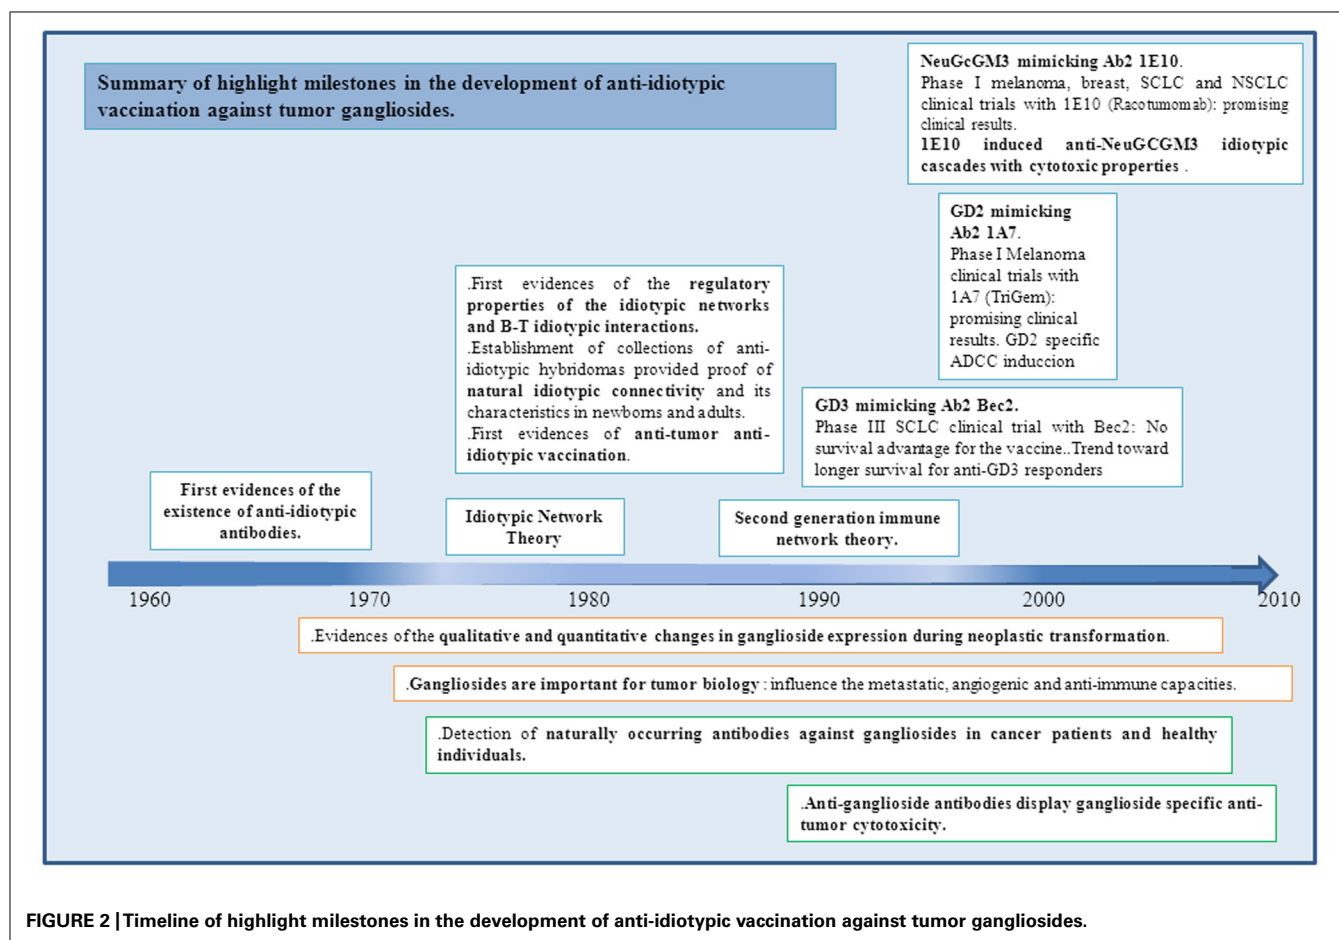 Summary of highlight milestones in the development of anti-idiotypic
vaccination against tumor gangliosides.
NeuGcGM3 mimicking Ab2 1E10.
Phase I melanoma, breast, SCLC and NSCLC
clinical trials with 1E10 (Racotumomab): promising
clinical results.
1E10 induced anti-NeuGCGM3 idiotypic
cascades with cytotoxic properties .
GD2 mimicking
Ab2 1A7.
Phase I Melanoma
clinical trials with
1A7 (TriGem):
promising clinical
results. GD2 specific
ADCC induccion
.First evidences of the regulatory
properties of the idiotypic networks
and B-T idiotypic interactions.
.Establishment of collections of anti-
idiotypic hybridomas provided proof of
natural idiotypic connectivity and its
characteristics in newborns and adults.
.First evidences of anti-tumor anti-
idiotypic vaccination.
GD3 mimicking Ab2 Bec2.
Phase III SCLC clinical trial with Bec2: No
survival advantage for the vaccine..Trend toward
longer survival for anti-GD3 responders
First evidences of the
existence of anti-idiotypic
antibodies.
Idiotypic Network
Theory
Second generation immune
network theory.
1960 1970 1980 1990 2000 2010
.Evidences of the qualitative and quantitative changes in ganglioside expression during neoplastic transformation.
.Gangliosides are important for tumor biology : influence the metastatic, angiogenic and anti-immune capacities.
.Detection of naturally occurring antibodies against gangliosides in cancer patients and healthy
individuals.
.Anti-ganglioside antibodies display ganglioside specific anti-
tumor cytotoxicity.
FIGURE 2 | Timeline of highlight milestones in the development of anti-idiotypic vaccination against tumor gangliosides.